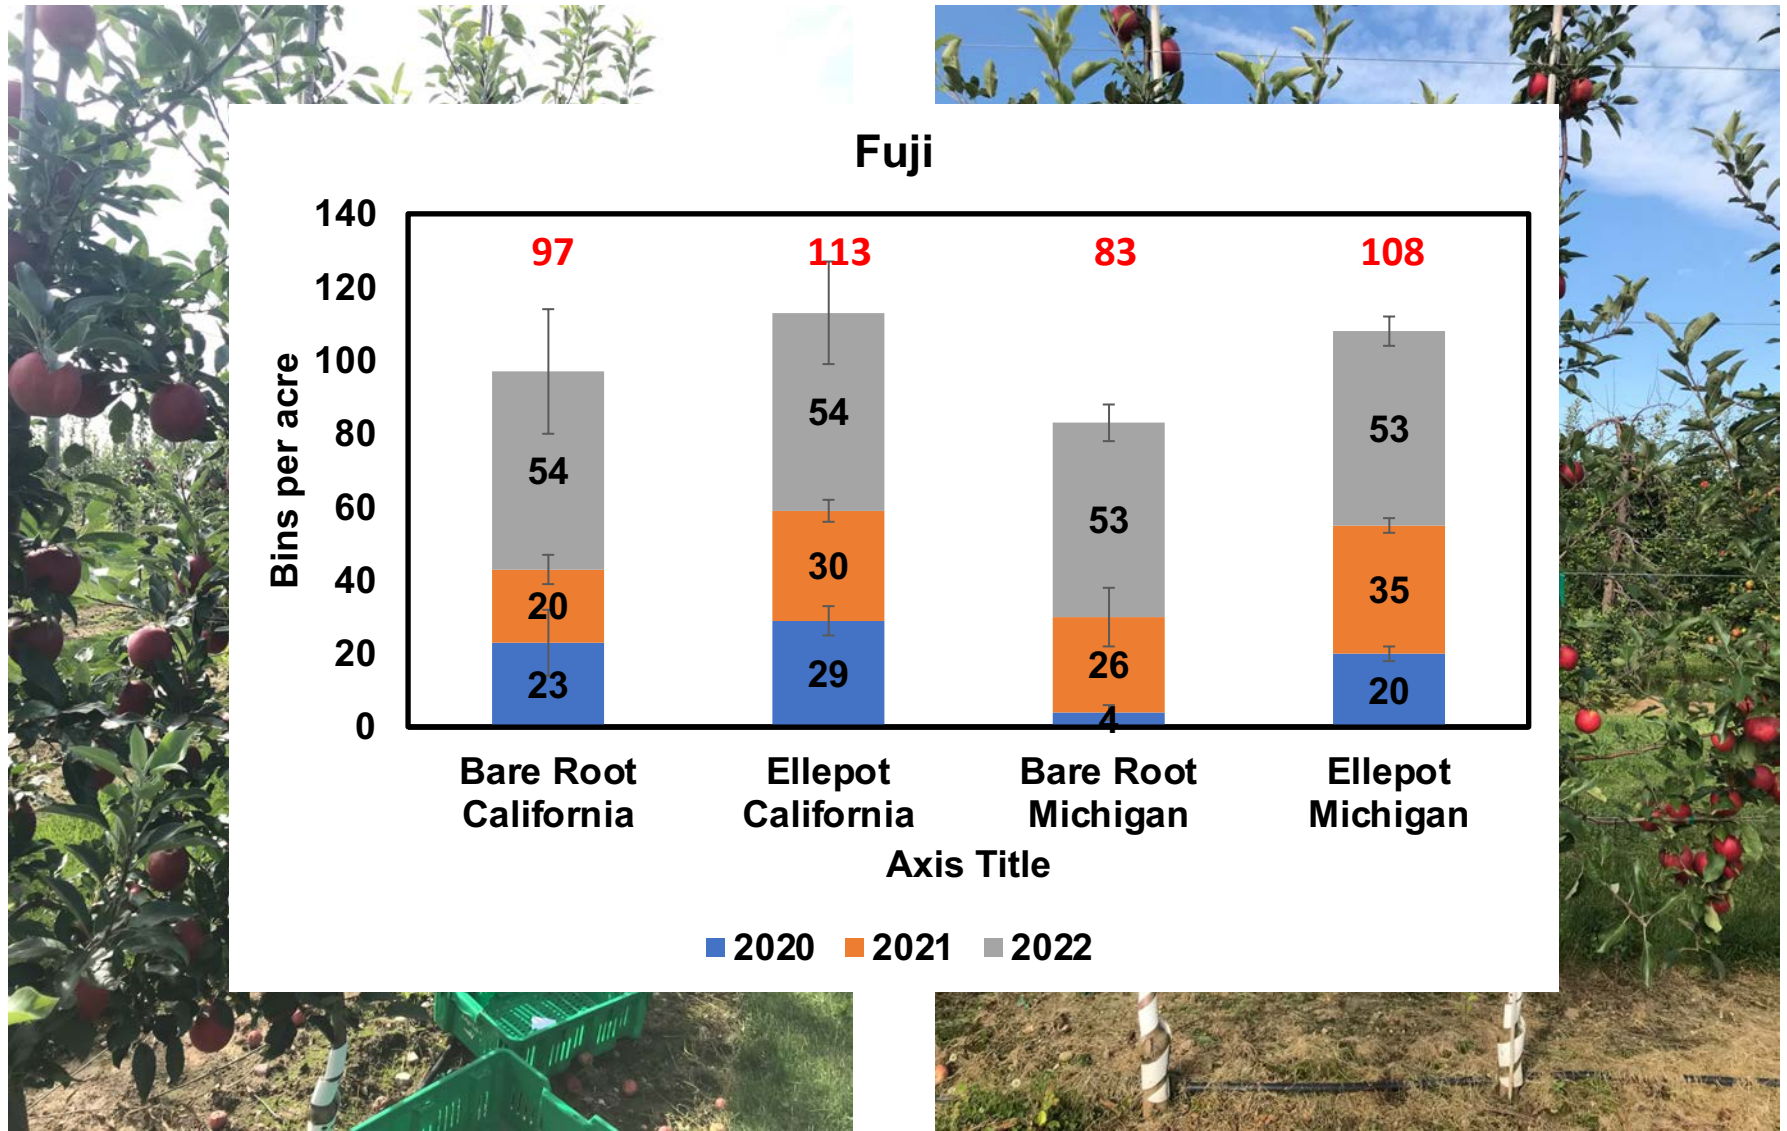 Fuji
140
120
100
80
60
40
20
0
Bins per acre
97
113
83
108
54
54
53
53
20
30
26
35
23
29
4
20
Bare Root
California
Ellepot
California
Bare Root
Michigan
Ellepot
Michigan
Axis Title
2020
2021
2022